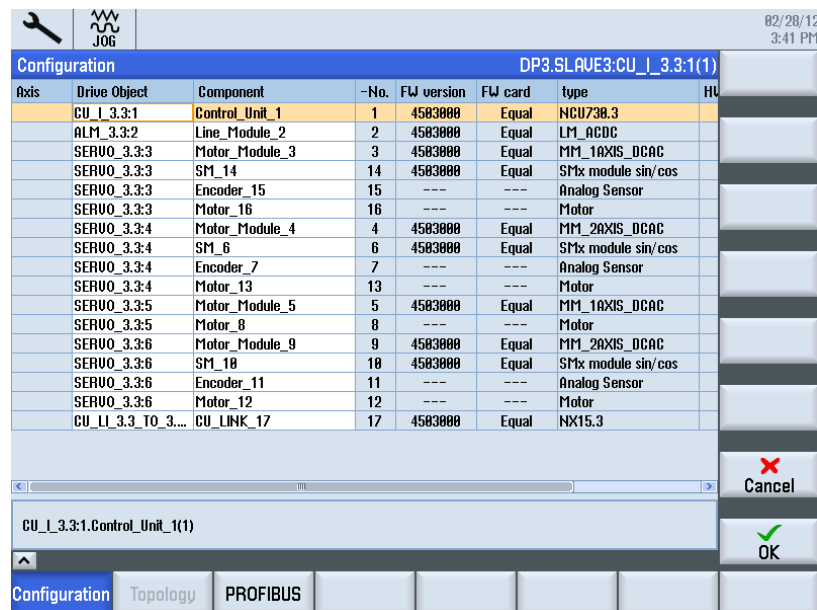 JOG
02/28/12
3:41 PM
Configuration DP3.SLAVE3:CU_I_3.3:1(1)
Axis Drive Object Component -No. FW version FW card type
CU_I_3.3:1 Control_Unit_1 1 4503000 Equal NCU730.3
ALM_3.3:2 Line_Module_2 2 4503000 Equal LM_ACDC
SERVO_3.3:3 Motor_Module_3 3 4503000 Equal MM_1AXIS_DCAC
SERVO_3.3:3 SM_14 14 4503000 Equal SMx module sin/cos
SERVO_3.3:3 Encoder_15 15 --- --- Analog Sensor
SERVO_3.3:3 Motor_16 16 --- --- Motor
SERVO_3.3:4 Motor_Module_4 4 4503000 Equal MM_2AXIS_DCAC
SERVO_3.3:4 SM_6 6 4503000 Equal SMx module sin/cos
SERVO_3.3:4 Encoder_7 7 --- --- Analog Sensor
SERVO_3.3:4 Motor_13 13 --- --- Motor
SERVO_3.3:5 Motor_Module_5 5 4503000 Equal MM_1AXIS_DCAC
SERVO_3.3:5 Motor_8 8 --- --- Motor
SERVO_3.3:6 Motor_Module_9 9 4503000 Equal MM_2AXIS_DCAC
SERVO_3.3:6 SM_10 10 4503000 Equal SMx module sin/cos
SERVO_3.3:6 Encoder_11 11 --- --- Analog Sensor
SERVO_3.3:6 Motor_12 12 --- --- Motor
CU_LI_3.3_TO_3.... CU_LINK_17 17 4503000 Equal NX15.3
Cancel
CU_I_3.3:1.Control_Unit_1(1)
OK
Configuration Topology PROFIBUS